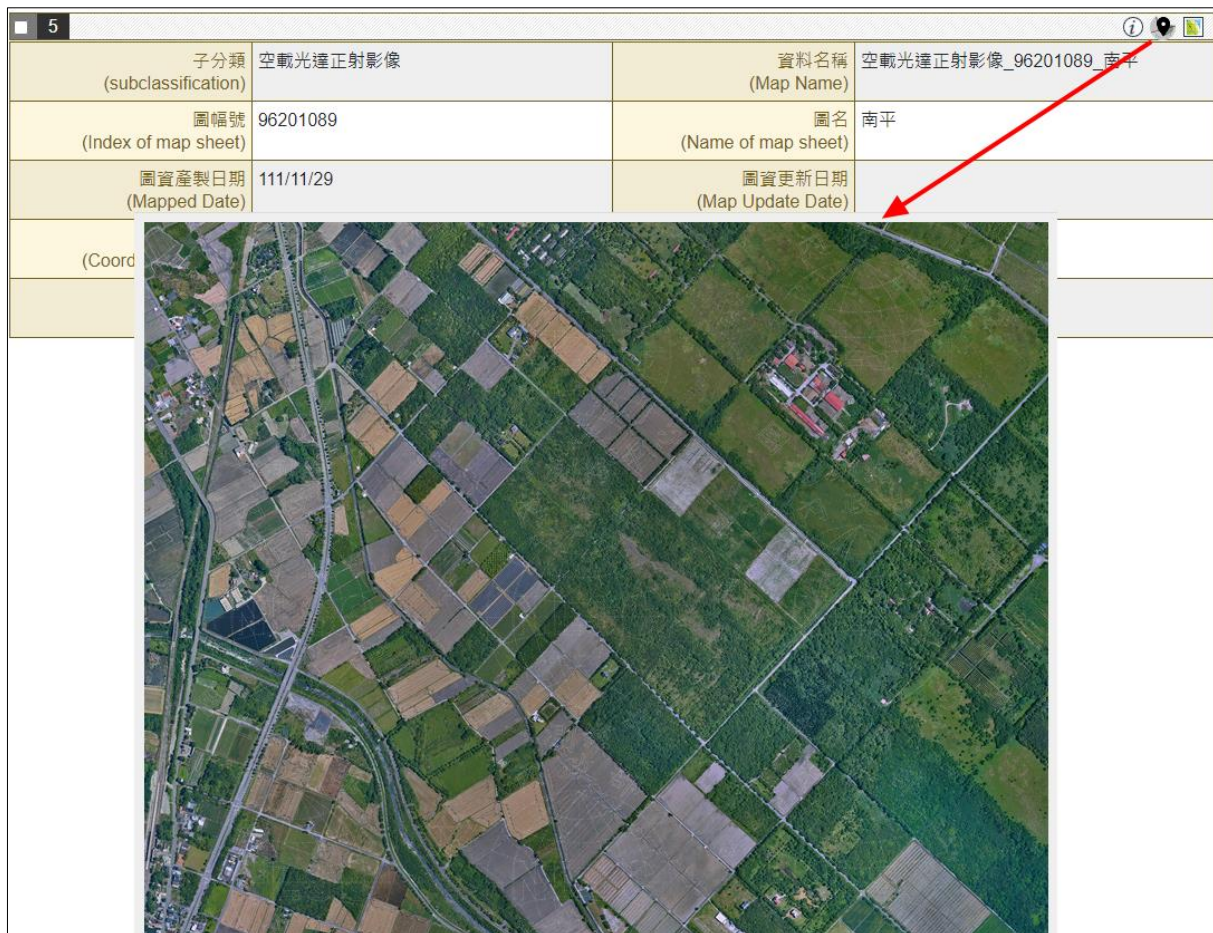 5
子分類 空載光達正射影像 資料名稱 空載光達正射影像_96201089_南平
(subclassification) (Map Name)
圖幅號 96201089 圖名 南平
(Index of map sheet) (Name of map sheet)
圖資產製日期 111/11/29 圖資更新日期
(Mapped Date) (Map Update Date)
(Coord